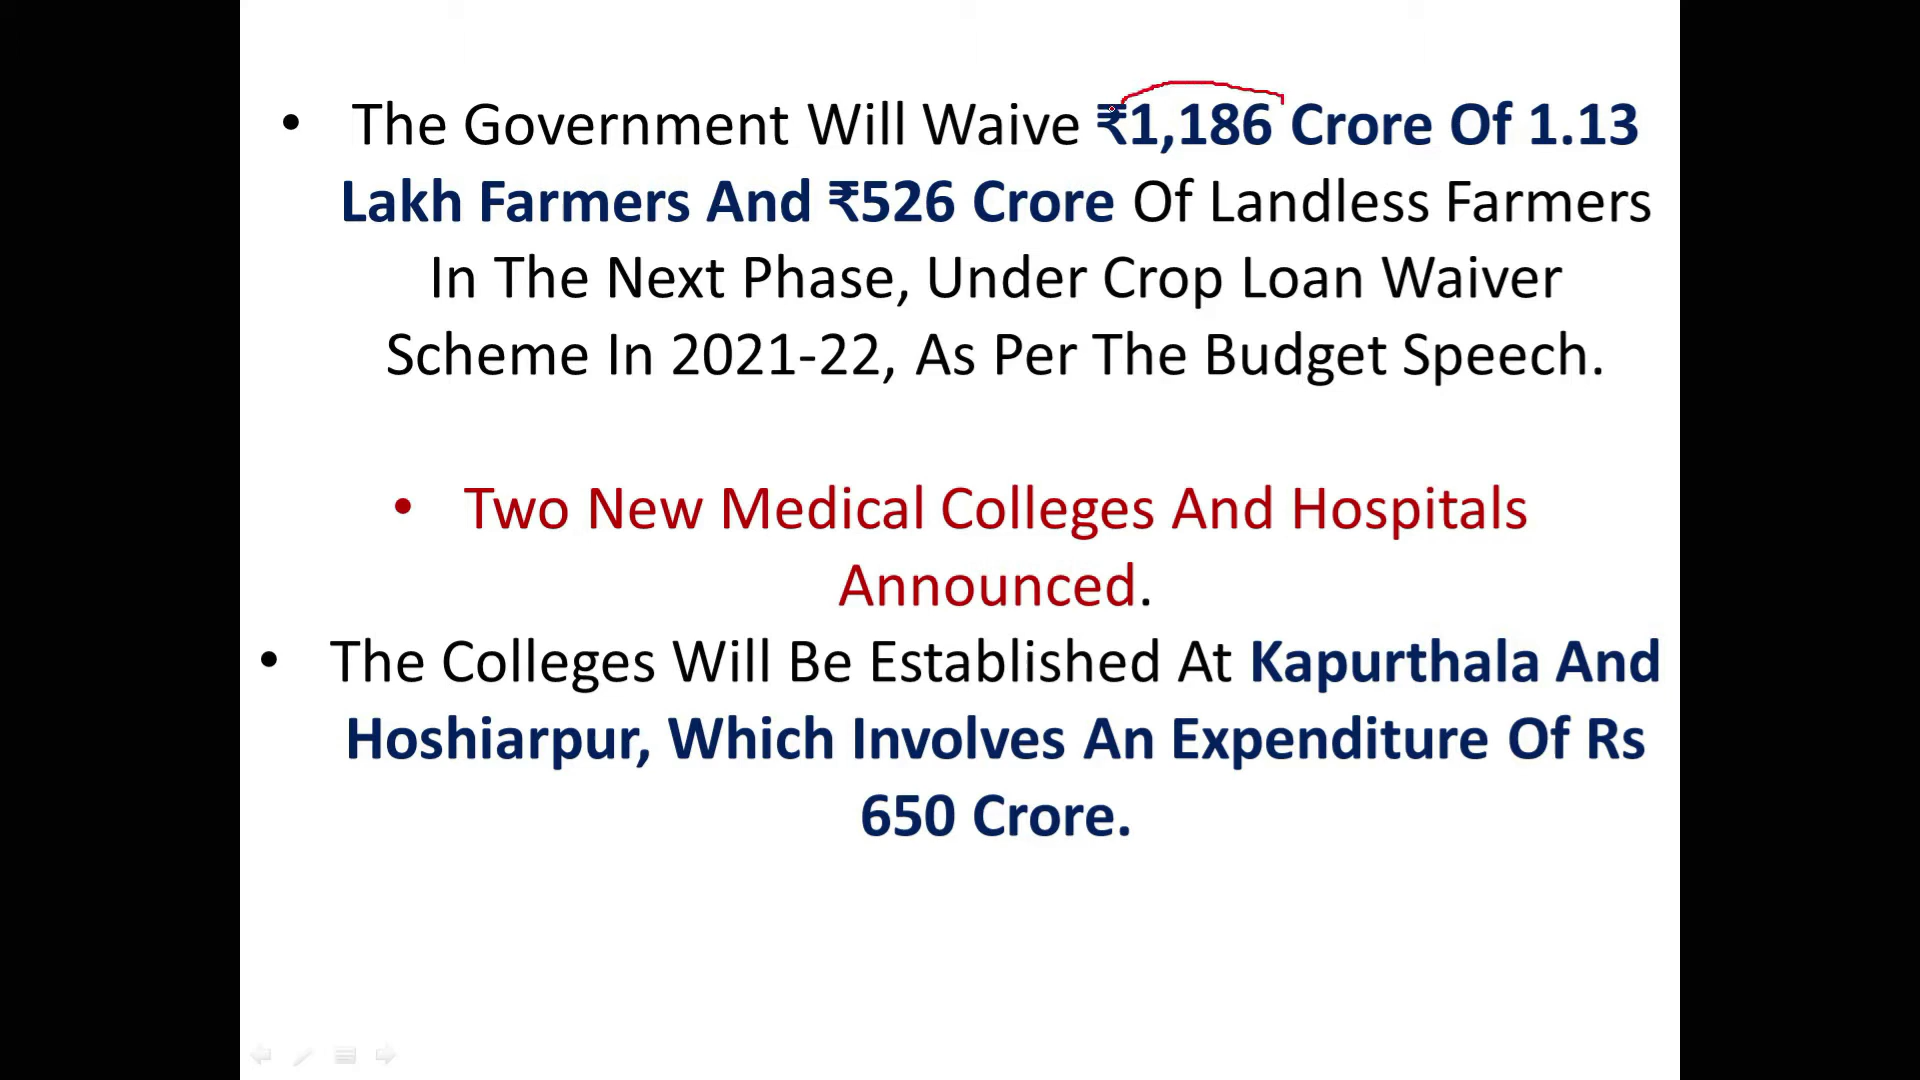 • The Government Will Waive ₹1,186 Crore Of 1.13
Lakh Farmers And ₹526 Crore Of Landless Farmers
In The Next Phase, Under Crop Loan Waiver
Scheme In 2021-22, As Per The Budget Speech.
• Two New Medical Colleges And Hospitals
Announced.
• The Colleges Will Be Established At Kapurthala And
Hoshiarpur, Which Involves An Expenditure Of Rs
650 Crore.